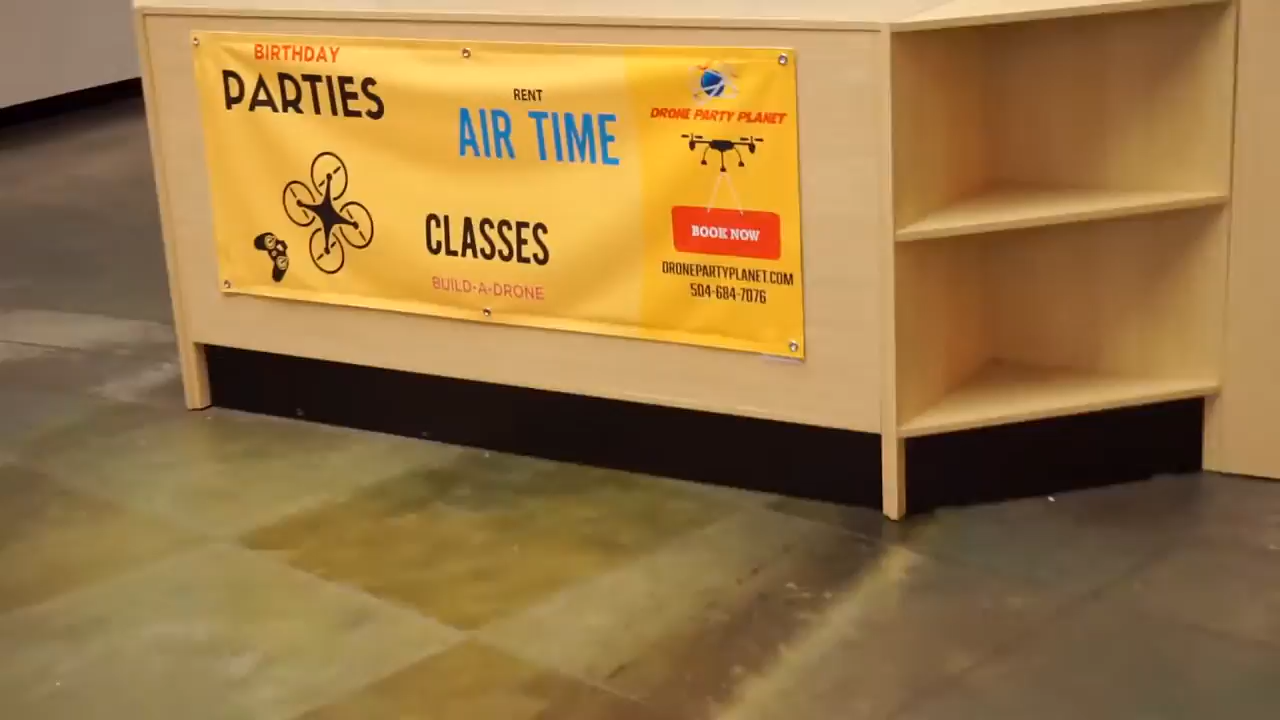 BIRTHDAY
PARTIES
RENT
AIR TIME
CLASSES
BUILD-A-DRONE
DRONE PARTY PLANET
BOOK NOW
DRONEPARTYPLANET.COM
504-684-7076